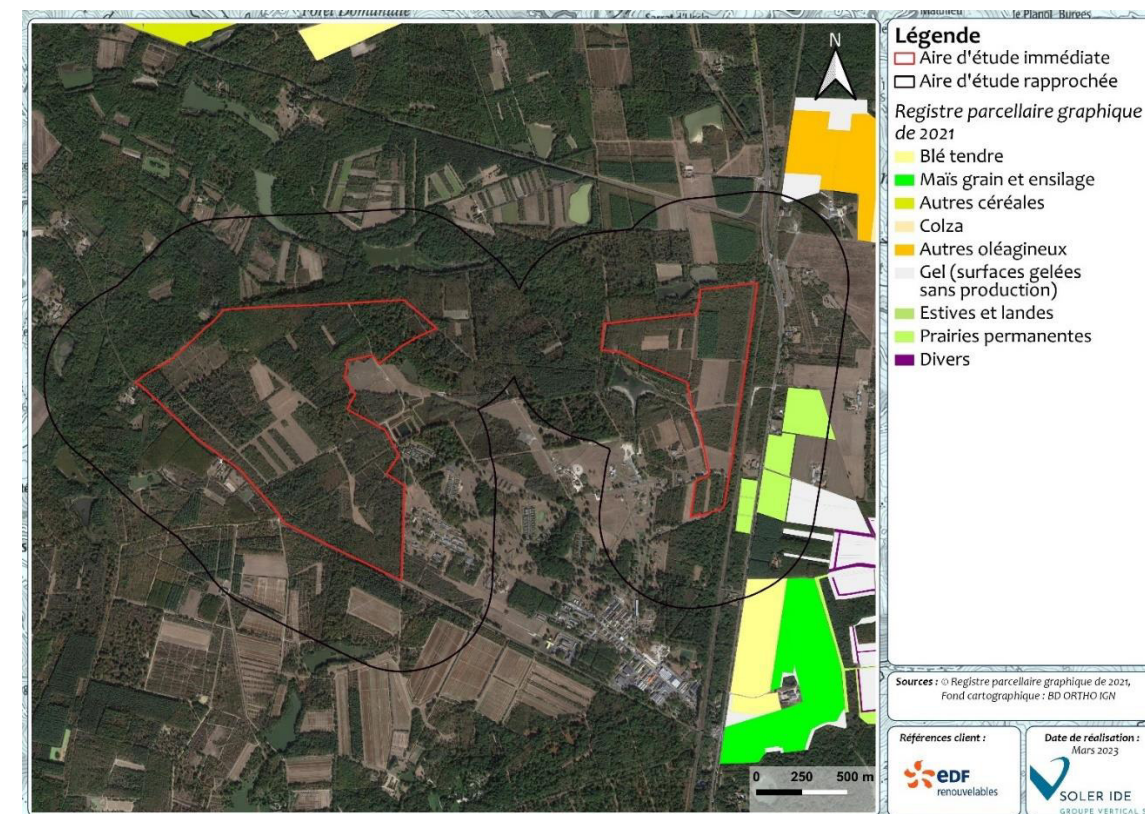 Forêt Domaniale
le Planol Burges
N
Légende
Aire d'étude immédiate
Aire d'étude rapprochée
Registre parcellaire graphique
de 2021
Blé tendre
Maïs grain et ensilage
Autres céréales
Colza
Autres oléagineux
Gel (surfaces gelées
sans production)
Estives et landes
Prairies permanentes
Divers
Sources : © Registre parcellaire graphique de 2021,
Fond cartographique : BD ORTHO IGN
Références client :
edf
renouvelables
Date de réalisation :
Mars 2023
SOLER IDE
GROUPE VERTICAL S
0 250 500 m